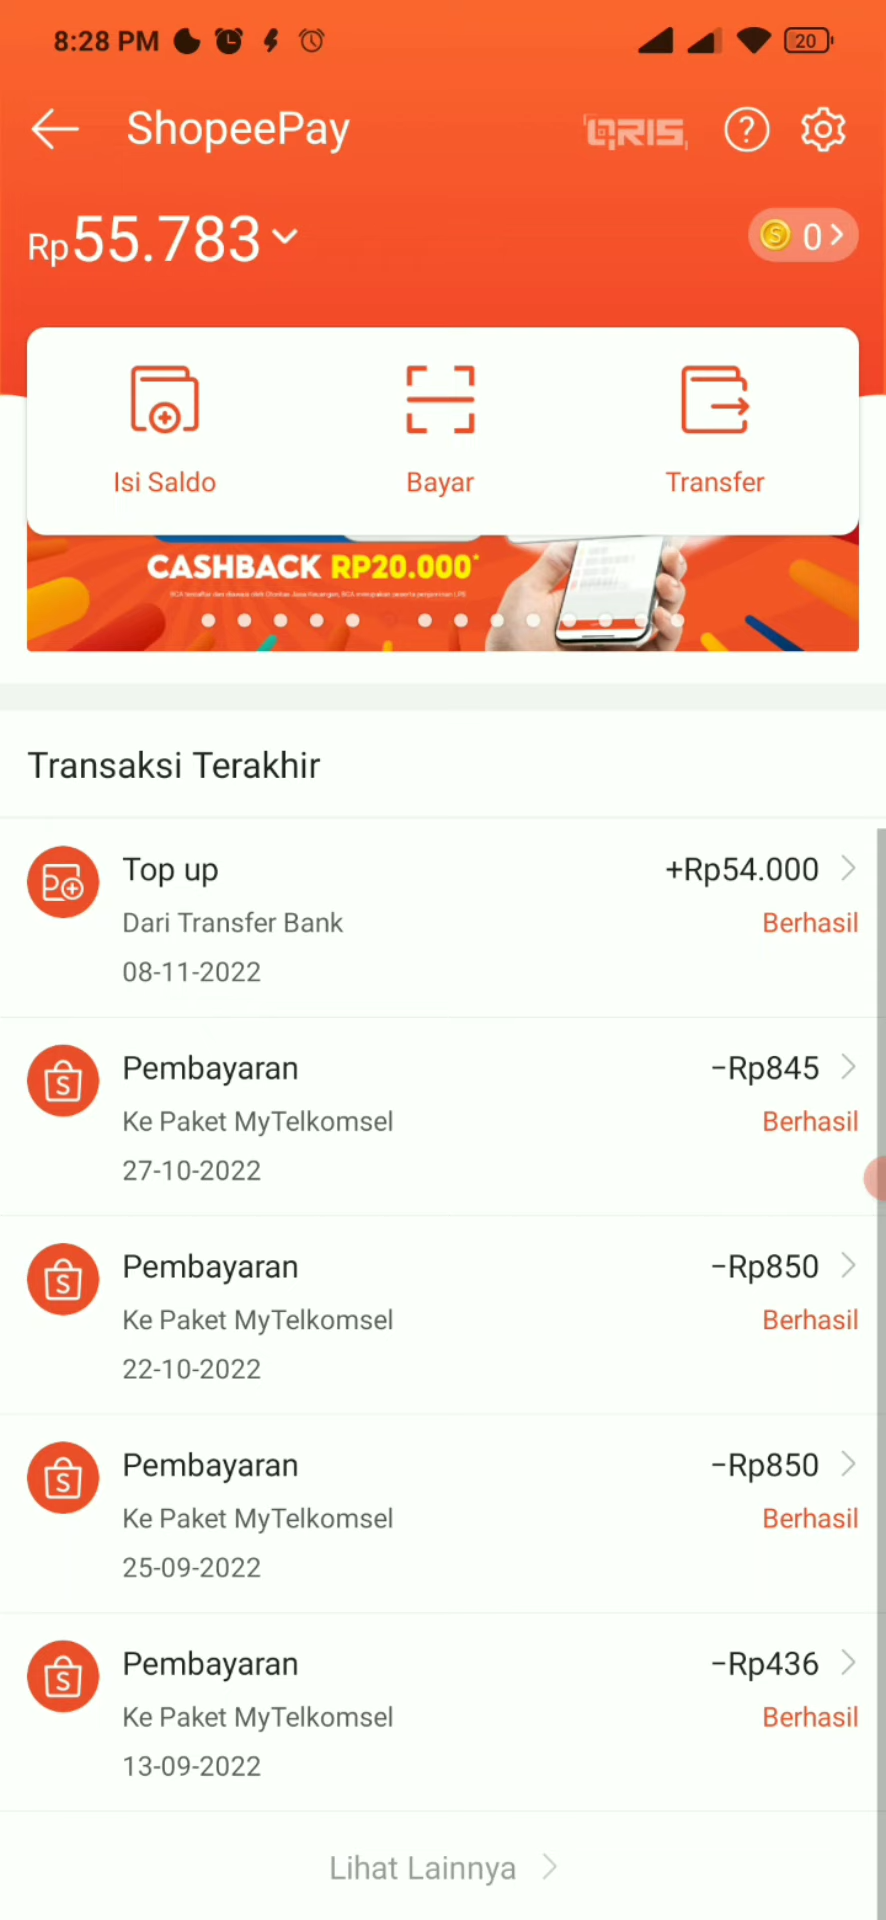 8:28 PM 20
ShopeePay QRIS ?
Rp55.783 S 0
Isi Saldo Bayar Transfer
CASHBACK RP20.000*
Transaksi Terakhir
Top up +Rp54.000
Dari Transfer Bank Berhasil
08-11-2022
Pembayaran -Rp845
Ke Paket MyTelkomsel Berhasil
27-10-2022
Pembayaran -Rp850
Ke Paket MyTelkomsel Berhasil
22-10-2022
Pembayaran -Rp850
Ke Paket MyTelkomsel Berhasil
25-09-2022
Pembayaran -Rp436
Ke Paket MyTelkomsel Berhasil
13-09-2022
Lihat Lainnya